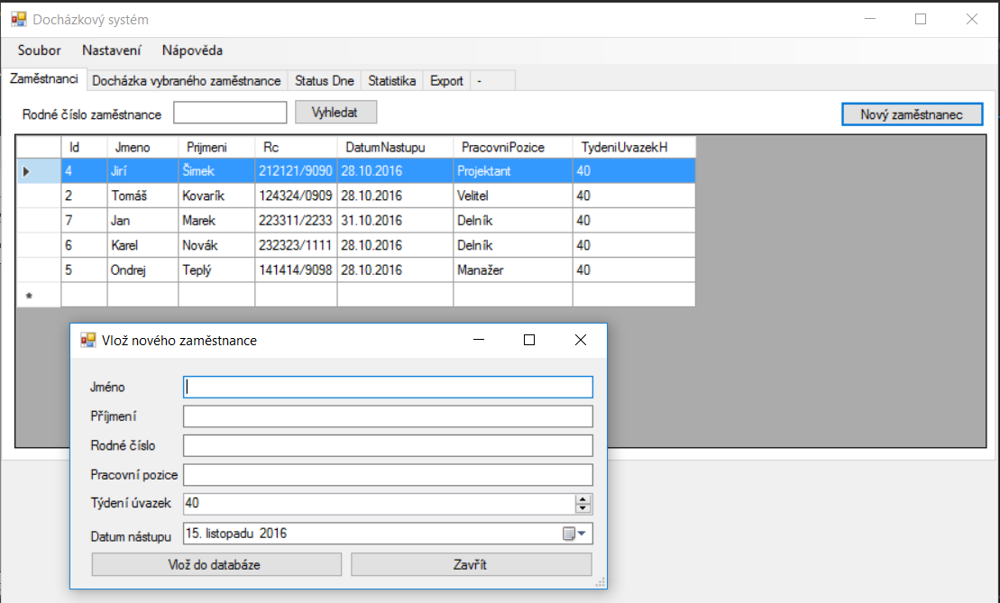 Docházkový systém
Soubor Nastavení Nápověda
Zaměstnanci Docházka vybraného zaměstnance Status Dne Statistika Export -
Rodné číslo zaměstnance Vyhledat Nový zaměstnanec
Id Jmeno Prijmeni Rc DatumNastupu PracovniPozice TydeniUvazekH
4 Jirí Šimek 212121/9090 28.10.2016 Projektant 40
2 Tomáš Kovarík 124324/0909 28.10.2016 Velitel 40
7 Jan Marek 223311/2233 31.10.2016 Delník 40
6 Karel Novák 232323/1111 28.10.2016 Delník 40
5 Ondrej Teplý 141414/9098 28.10.2016 Manažer 40
Vlož nového zaměstnance
Jméno
Příjmení
Rodné číslo
Pracovní pozice
Týdení úvazek 40
Datum nástupu 15. listopadu 2016
Vlož do databáze Zavřít